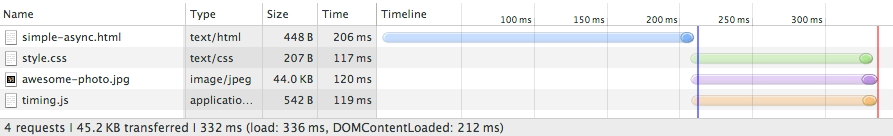 Name Type Size Time Timeline 100 ms 150 ms 200 ms 250 ms 300 ms
simple-async.html text/html 448 B 206 ms
style.css text/css 207 B 117 ms
awesome-photo.jpg image/jpeg 44.0 KB 120 ms
timing.js applicatio... 542 B 119 ms
4 requests | 45.2 KB transferred | 332 ms (load: 336 ms, DOMContentLoaded: 212 ms)